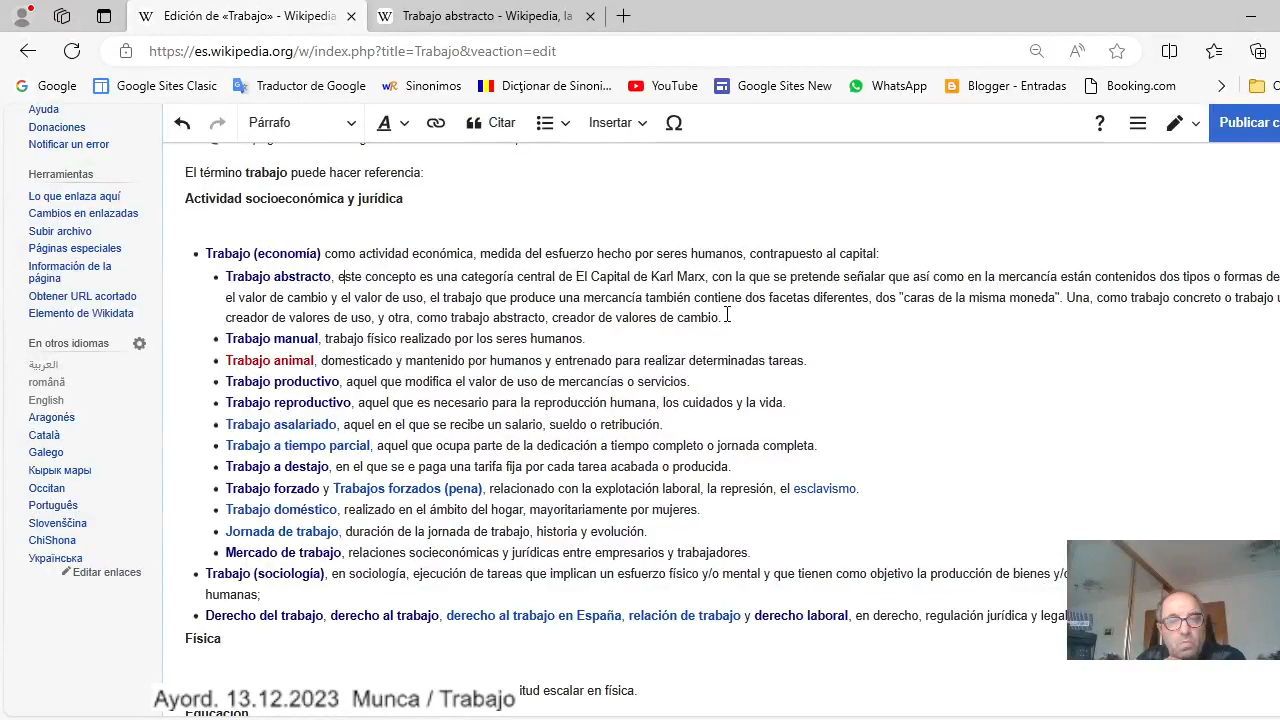 Edición de «Trabajo» - Wikipedia
Trabajo abstracto - Wikipedia, la
https://es.wikipedia.org/w/index.php?title=Trabajo&veaction=edit
Google
Google Sites Clasic
Traductor de Google
Sinonimos
Dicţionar de Sinoni...
YouTube
Google Sites New
WhatsApp
Blogger - Entradas
Booking.com
Párrafo
A
Citar
Insertar
Ω
?
Publicar c
Ayuda
Donaciones
Notificar un error
Herramientas
Lo que enlaza aquí
Cambios en enlazadas
Subir archivo
Páginas especiales
Información de la
página
Obtener URL acortado
Elemento de Wikidata
En otros idiomas
العربية
română
English
Aragonés
Català
Galego
Кырык мары
Occitan
Português
Slovenščina
ChiShona
Українська
Editar enlaces
El término trabajo puede hacer referencia:
Actividad socioeconómica y jurídica
Trabajo (economía) como actividad económica, medida del esfuerzo hecho por seres humanos, contrapuesto al capital:
Trabajo abstracto, este concepto es una categoría central de El Capital de Karl Marx, con la que se pretende señalar que así como en la mercancía están contenidos dos tipos o formas de
el valor de cambio y el valor de uso, el trabajo que produce una mercancía también contiene dos facetas diferentes, dos "caras de la misma moneda". Una, como trabajo concreto o trabajo u
creador de valores de uso, y otra, como trabajo abstracto, creador de valores de cambio.
Trabajo manual, trabajo físico realizado por los seres humanos.
Trabajo animal, domesticado y mantenido por humanos y entrenado para realizar determinadas tareas.
Trabajo productivo, aquel que modifica el valor de uso de mercancías o servicios.
Trabajo reproductivo, aquel que es necesario para la reproducción humana, los cuidados y la vida.
Trabajo asalariado, aquel en el que se recibe un salario, sueldo o retribución.
Trabajo a tiempo parcial, aquel que ocupa parte de la dedicación a tiempo completo o jornada completa.
Trabajo a destajo, en el que se e paga una tarifa fija por cada tarea acabada o producida.
Trabajo forzado y Trabajos forzados (pena), relacionado con la explotación laboral, la represión, el esclavismo.
Trabajo doméstico, realizado en el ámbito del hogar, mayoritariamente por mujeres.
Jornada de trabajo, duración de la jornada de trabajo, historia y evolución.
Mercado de trabajo, relaciones socioeconómicas y jurídicas entre empresarios y trabajadores.
Trabajo (sociología), en sociología, ejecución de tareas que implican un esfuerzo físico y/o mental y que tienen como objetivo la producción de bienes y/o
humanas;
Derecho del trabajo, derecho al trabajo, derecho al trabajo en España, relación de trabajo y derecho laboral, en derecho, regulación jurídica y legal
Física
itud escalar en física.
Ayord. 13.12.2023 Munca / Trabajo
Educación